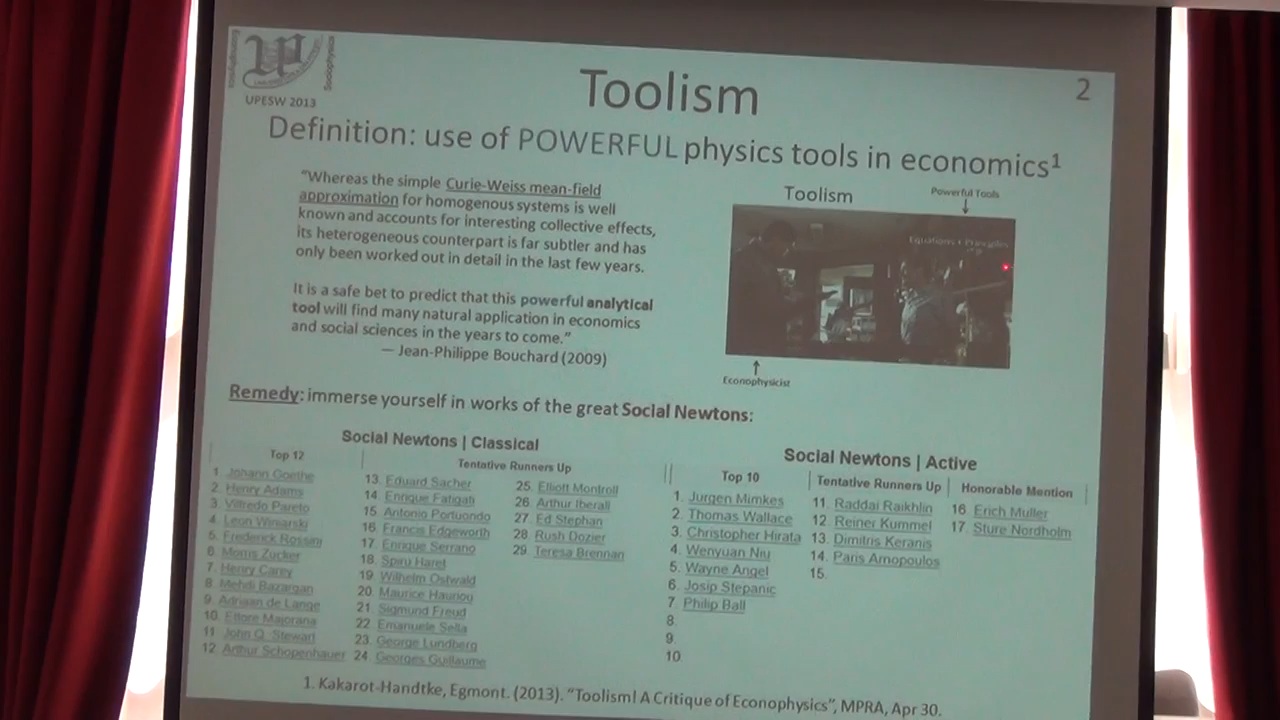 Econophysics
UP
Sociophysics
UPESW 2013
Toolism
2
Definition: use of POWERFUL physics tools in economics1
“Whereas the simple Curie-Weiss mean-field
approximation for homogenous systems is well
known and accounts for interesting collective effects,
its heterogeneous counterpart is far subtler and has
only been worked out in detail in the last few years.
It is a safe bet to predict that this powerful analytical
tool will find many natural application in economics
and social sciences in the years to come.”
— Jean-Philippe Bouchard (2009)
Toolism
Powerful Tools
Equations + Principles
Econophysicist
Remedy: immerse yourself in works of the great Social Newtons:
Social Newtons | Classical
Top 12
1. Johann Goethe
2. Henry Adams
3. Vilfredo Pareto
4. Leon Winiarski
5. Frederick Rossini
6. Morris Zucker
7. Henry Carey
8. Mehdi Bazargan
9. Adriaan de Lange
10. Ettore Majorana
11. John Q. Stewart
12. Arthur Schopenhauer
Tentative Runners Up
13. Eduard Sacher
14. Enrique Fatigati
15. Antonio Portuondo
16. Francis Edgeworth
17. Enrique Serrano
18. Spiru Haret
19. Wilhelm Ostwald
20. Maurice Hauriou
21. Sigmund Freud
22. Emanuele Sella
23. George Lundberg
24. Georges Guillaume
25. Elliott Montroll
26. Arthur Iberall
27. Ed Stephan
28. Rush Dozier
29. Teresa Brennan
Social Newtons | Active
Top 10
1. Jurgen Mimkes
2. Thomas Wallace
3. Christopher Hirata
4. Wenyuan Niu
5. Wayne Angel
6. Josip Stepanic
7. Philip Ball
8.
9.
10.
Tentative Runners Up
11. Raddai Raikhlin
12. Reiner Kummel
13. Dimitris Keranis
14. Paris Arnopoulos
15.
Honorable Mention
16. Erich Muller
17. Sture Nordholm
1. Kakarot-Handtke, Egmont. (2013). “Toolism! A Critique of Econophysics”, MPRA, Apr 30.